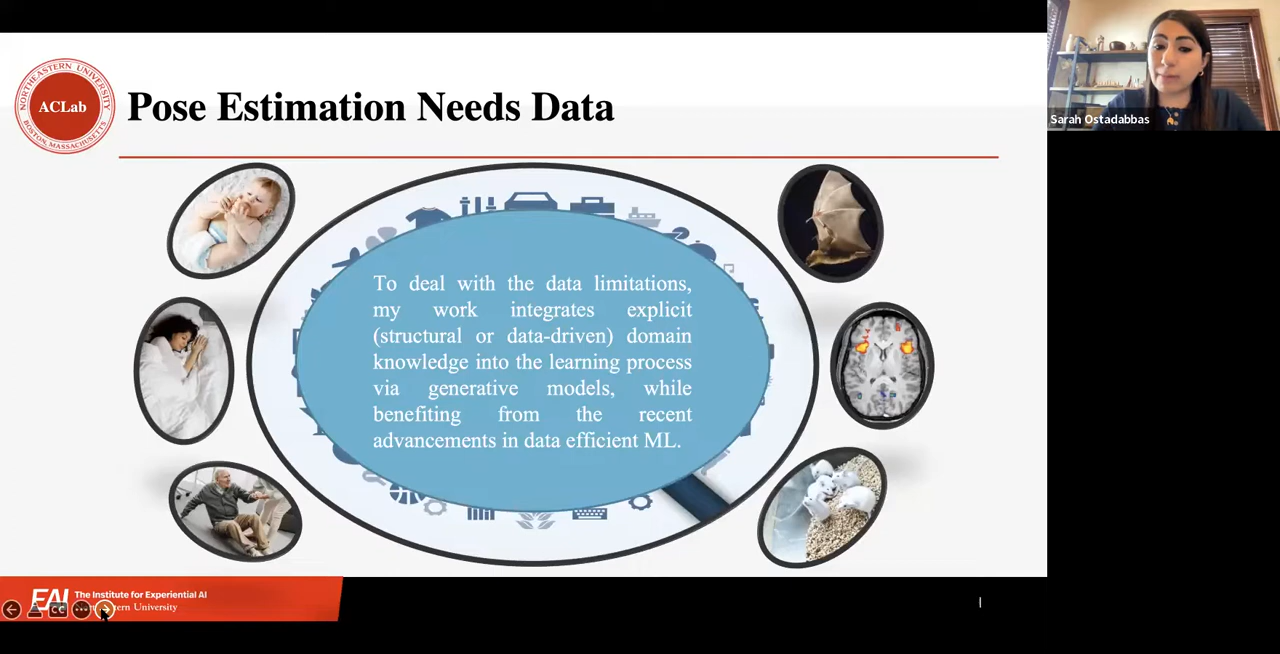 NORTHEASTERN UNIVERSITY
ACLab
BOSTON, MASSACHUSETTS
Pose Estimation Needs Data
Sarah Ostadabbas
To deal with the data limitations,
my work integrates explicit
(structural or data-driven) domain
knowledge into the learning process
via generative models, while
benefiting from the recent
advancements in data efficient ML.
EAI
The Institute for Experiential AI
University
CC